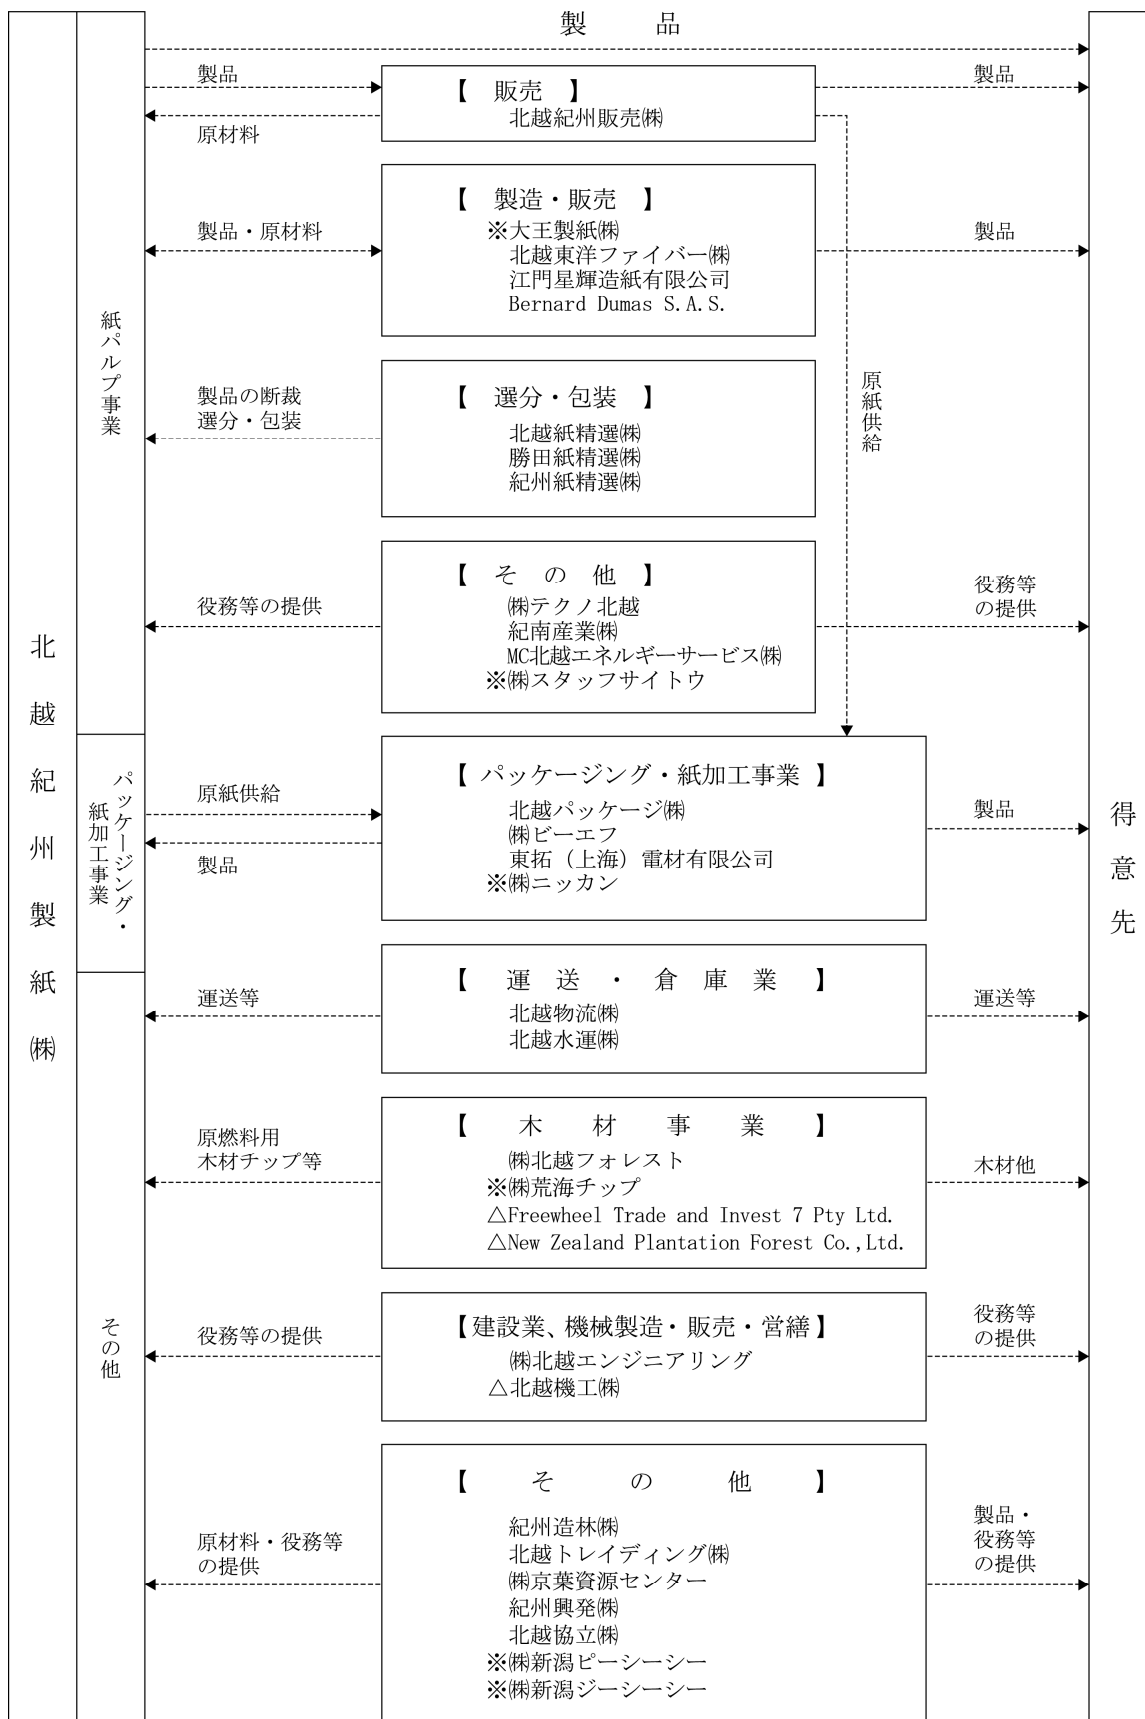 北越紀州製紙㈱
紙パルプ事業
パッケージング・
紙加工事業
その他
製品
製品
原材料
【 販売 】
北越紀州販売㈱
製品
製品・原材料
【 製造・販売 】
※大王製紙㈱
北越東洋ファイバー㈱
江門星輝造紙有限公司
Bernard Dumas S.A.S.
製品
製品の断裁
選分・包装
【 選分・包装 】
北越紙精選㈱
勝田紙精選㈱
紀州紙精選㈱
原紙供給
役務等の提供
【 その他 】
㈱テクノ北越
紀南産業㈱
MC北越エネルギーサービス㈱
※㈱スタッフサイトウ
役務等
の提供
原紙供給
製品
【 パッケージング・紙加工事業 】
北越パッケージ㈱
㈱ビーエフ
東拓（上海）電材有限公司
※㈱ニッカン
製品
運送等
【 運送・倉庫業 】
北越物流㈱
北越水運㈱
運送等
原燃料用
木材チップ等
【 木材事業 】
㈱北越フォレスト
※㈱荒海チップ
△Freewheel Trade and Invest 7 Pty Ltd.
△New Zealand Plantation Forest Co.,Ltd.
木材他
役務等の提供
【建設業、機械製造・販売・営繕】
㈱北越エンジニアリング
△北越機工㈱
役務等
の提供
原材料・役務等
の提供
【 その他 】
紀州造林㈱
北越トレイディング㈱
㈱京葉資源センター
紀州興発㈱
北越協立㈱
※㈱新潟ピーシーシー
※㈱新潟ジーシーシー
製品・
役務等
の提供
得意先